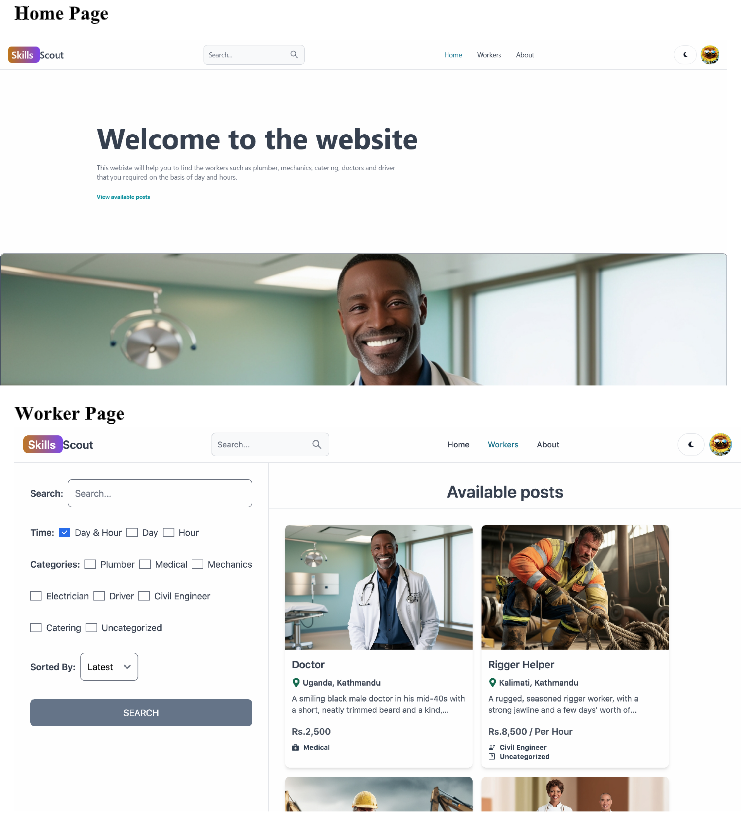 Home Page
Skills Scout
Search...
Home Workers About
Welcome to the website
This webiste will help you to find the workers such as plumber, mechanics, catering, doctors and driver
that you required on the basis of day and hours.
View available posts
Worker Page
Skills Scout
Search...
Home Workers About
Search: Search...
Time: Day & Hour Day Hour
Categories: Plumber Medical Mechanics
Electrician Driver Civil Engineer
Catering Uncategorized
Sorted By: Latest
SEARCH
Available posts
Doctor
Uganda, Kathmandu
A smiling black male doctor in his mid-40s with
a short, neatly trimmed beard and a kind,...
Rs.2,500
Medical
Rigger Helper
Kalimati, Kathmandu
A rugged, seasoned rigger worker, with a
strong jawline and a few days' worth of...
Rs.8,500 / Per Hour
Civil Engineer
Uncategorized